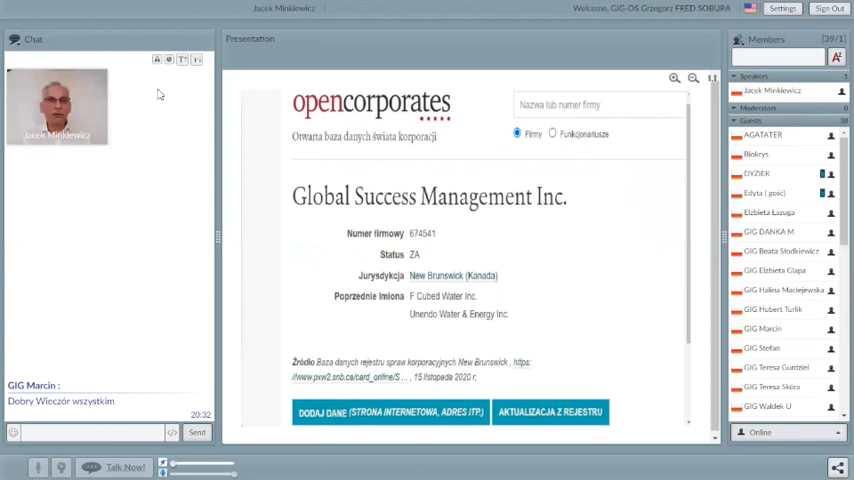 Jacek Minkiewicz
Welcome, GIG-OS Grzegorz FRED SOBURA
Settings
Sign Out
Chat
Jacek Minkiewicz
GIG Marcin :
Dobry Wieczór wszystkim
20:32
Send
Talk Now!
Presentation
1:1
opencorporates
Otwarta baza danych świata korporacji
Nazwa lub numer firmy
Firmy
Funkcjonariusze
Global Success Management Inc.
Numer firmowy 674541
Status ZA
Jurysdykcja New Brunswick (Kanada)
Poprzednie imiona F Cubed Water Inc.
Unendo Water & Energy Inc.
Źródło Baza danych rejestru spraw korporacyjnych New Brunswick , https:
//www.pxw2.snb.ca/card_online/S ... , 15 listopada 2020 r,
DODAJ DANE (STRONA INTERNETOWA, ADRES ITP.)
AKTUALIZACJA Z REJESTRU
Members
[39/1]
Speakers 1
Jacek Minkiewicz
Moderators 0
Guests 38
AGATATER
Biokrys
DYZIEK
Edyta ( gość)
Elzbieta Łazuga
GIG DANKA M
GIG Beata Słodkiewicz
GIG Elzbieta Glapa
GIG Halina Maciejewska
GIG Hubert Turlik
GIG Marcin
GIG Stefan
GIG Teresa Gurdziel
GIG Teresa Skóra
GIG Waldek U
Online